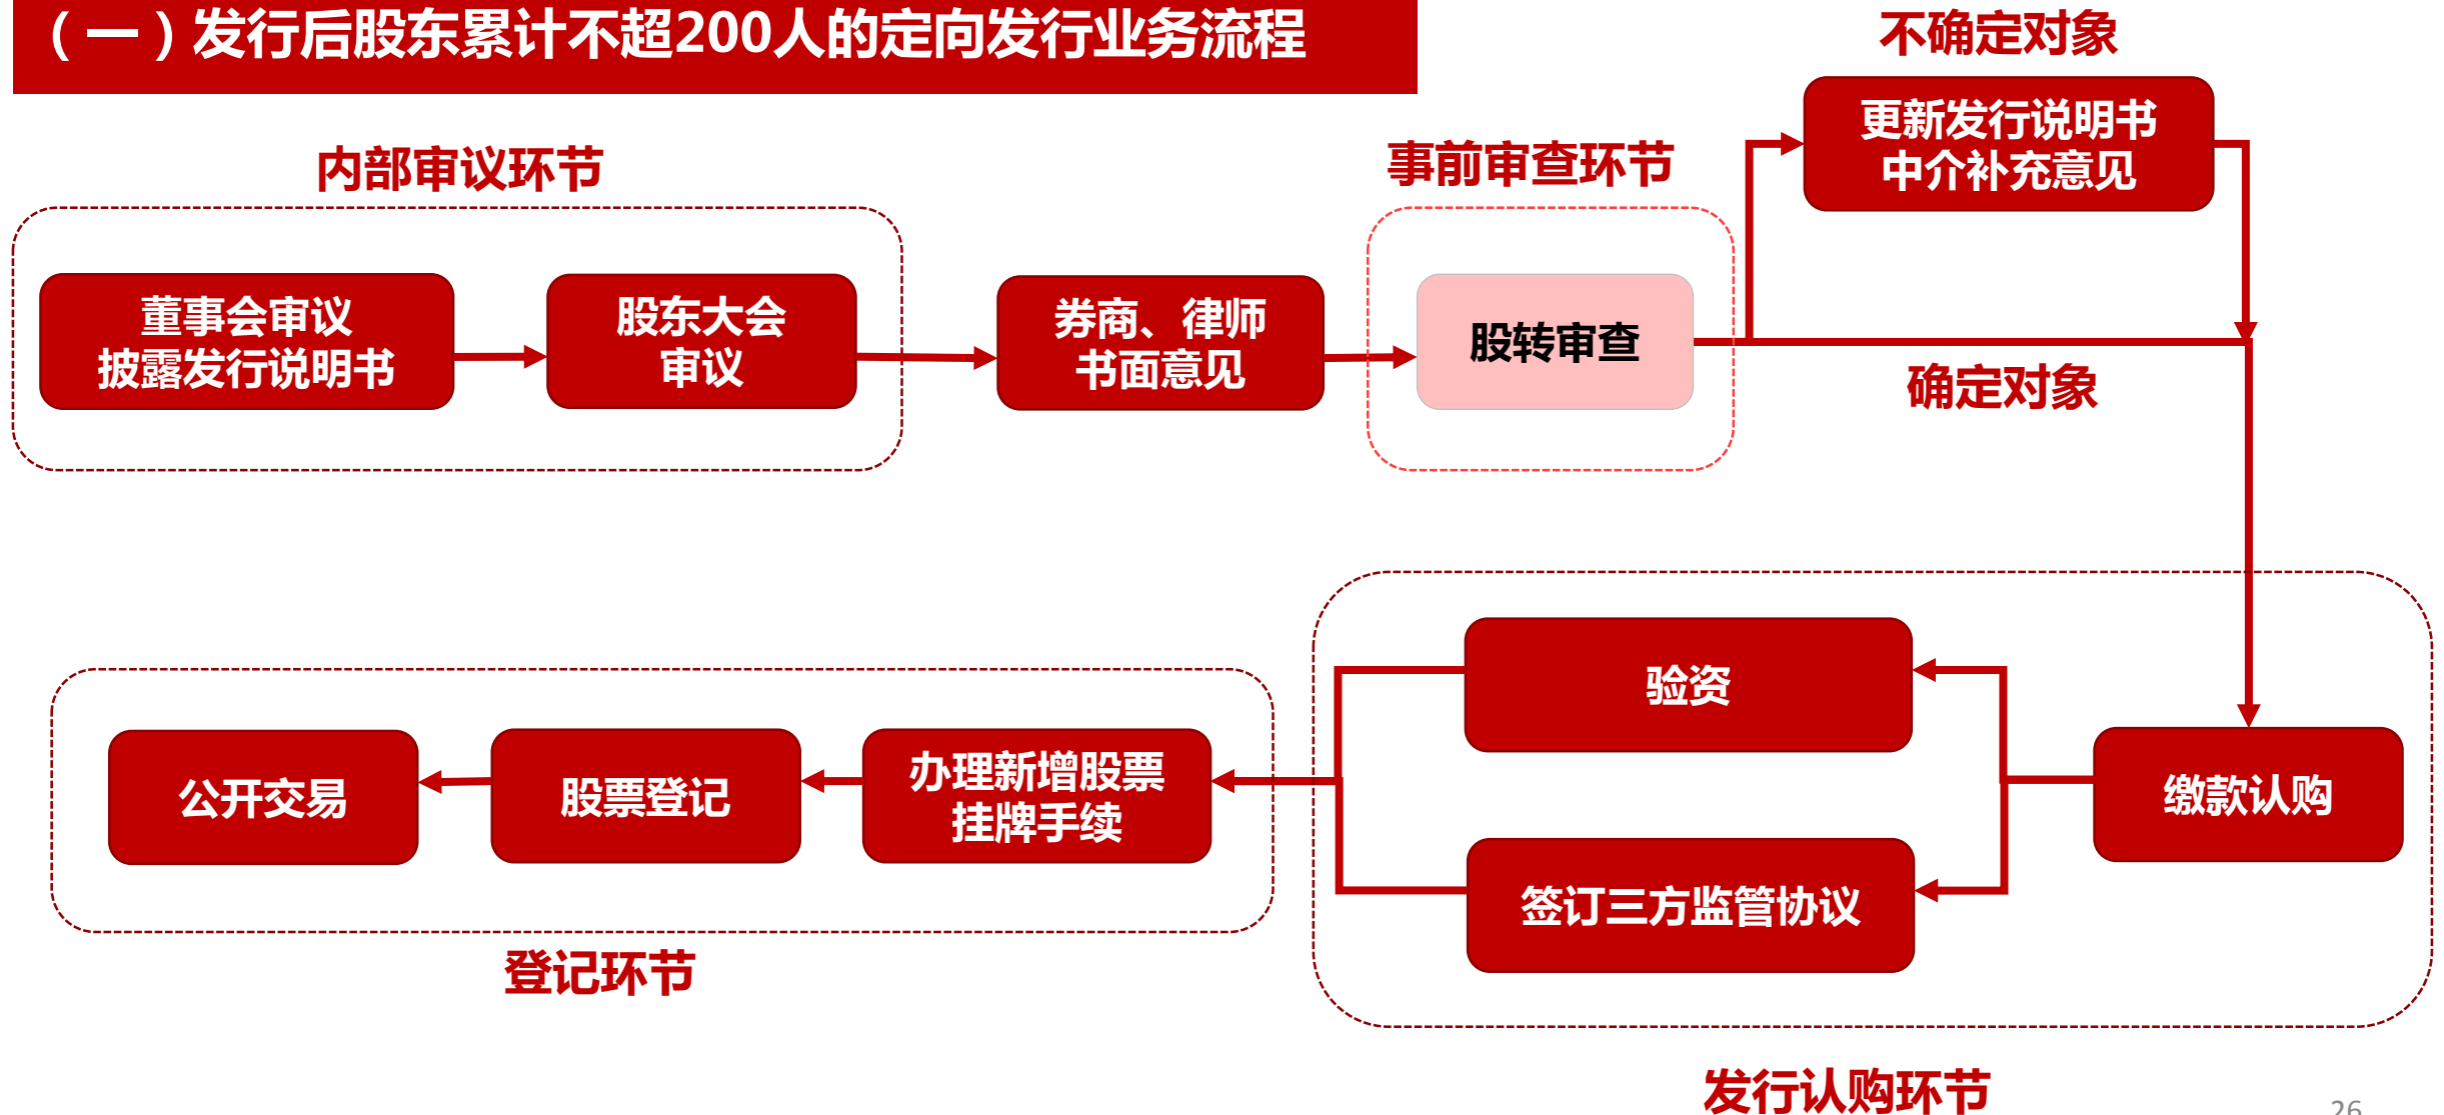 （一）发行后股东累计不超200人的定向发行业务流程
不确定对象
更新发行说明书
中介补充意见
内部审议环节
事前审查环节
董事会审议
披露发行说明书
股东大会
审议
券商、律师
书面意见
股转审查
确定对象
验资
公开交易
股票登记
办理新增股票
挂牌手续
缴款认购
签订三方监管协议
登记环节
发行认购环节
26